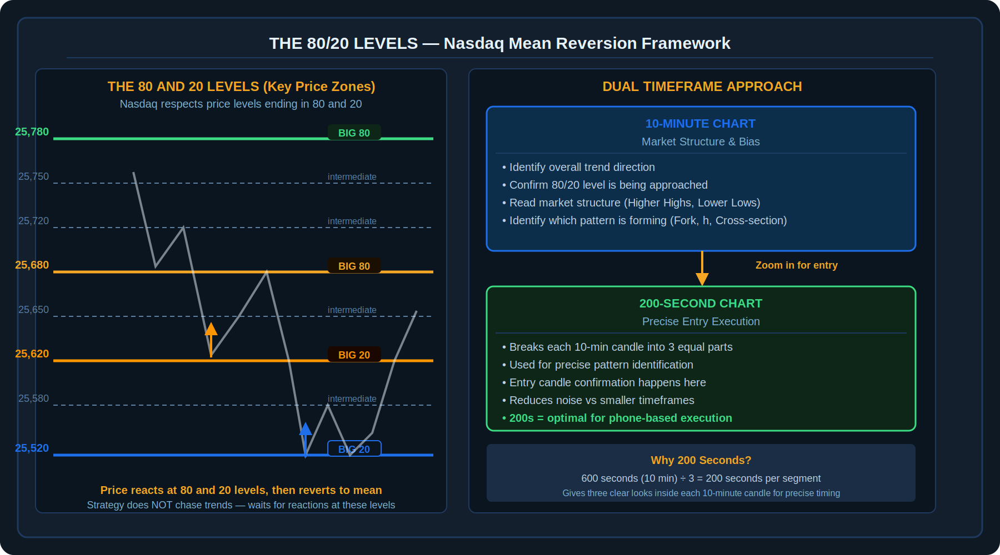 THE 80/20 LEVELS — Nasdaq Mean Reversion Framework
THE 80 AND 20 LEVELS (Key Price Zones)
Nasdaq respects price levels ending in 80 and 20
25,780
BIG 80
25,750
intermediate
25,720
intermediate
25,680
BIG 80
25,650
intermediate
25,620
BIG 20
25,580
intermediate
25,520
BIG 20
Price reacts at 80 and 20 levels, then reverts to mean
Strategy does NOT chase trends — waits for reactions at these levels
DUAL TIMEFRAME APPROACH
10-MINUTE CHART
Market Structure & Bias
• Identify overall trend direction
• Confirm 80/20 level is being approached
• Read market structure (Higher Highs, Lower Lows)
• Identify which pattern is forming (Fork, h, Cross-section)
Zoom in for entry
200-SECOND CHART
Precise Entry Execution
• Breaks each 10-min candle into 3 equal parts
• Used for precise pattern identification
• Entry candle confirmation happens here
• Reduces noise vs smaller timeframes
• 200s = optimal for phone-based execution
Why 200 Seconds?
600 seconds (10 min) ÷ 3 = 200 seconds per segment
Gives three clear looks inside each 10-minute candle for precise timing